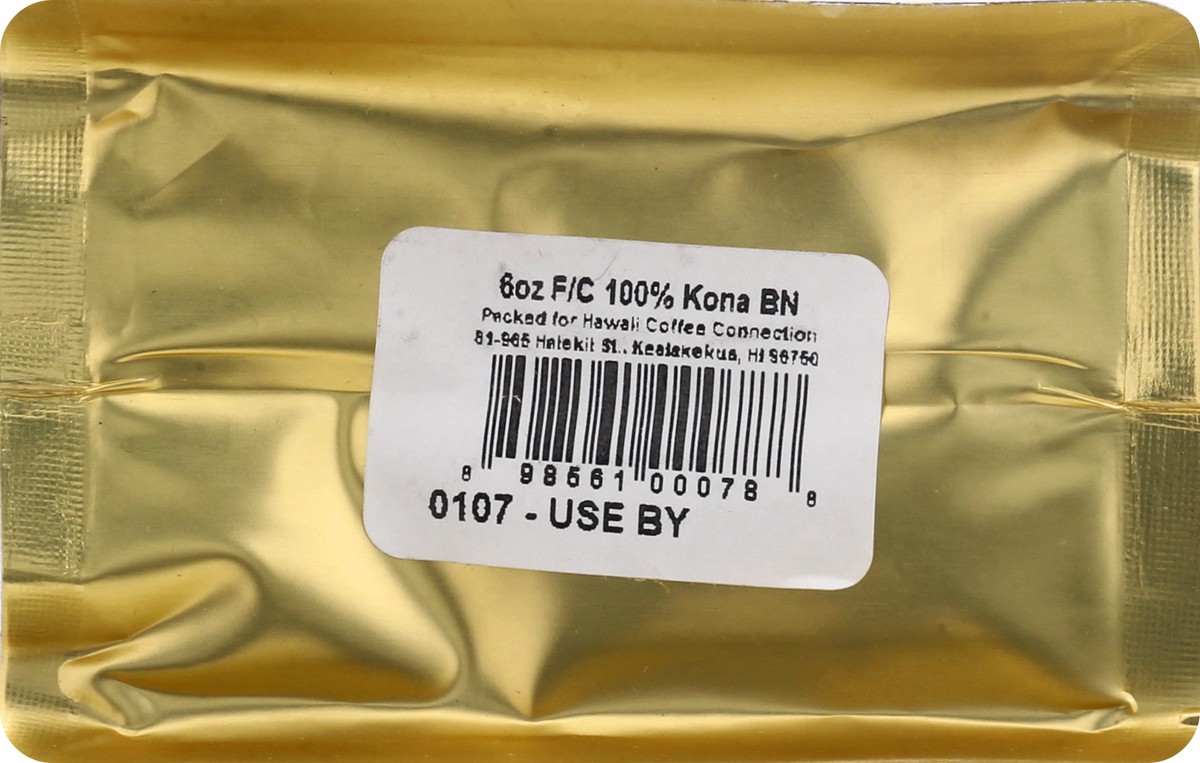 6oz F/C 100% Kona BN
Packed for Hawaii Coffee Connection
81-965 Halekii St., Kealakekua, HI 96750
8 98561 00078 8
0107 - USE BY